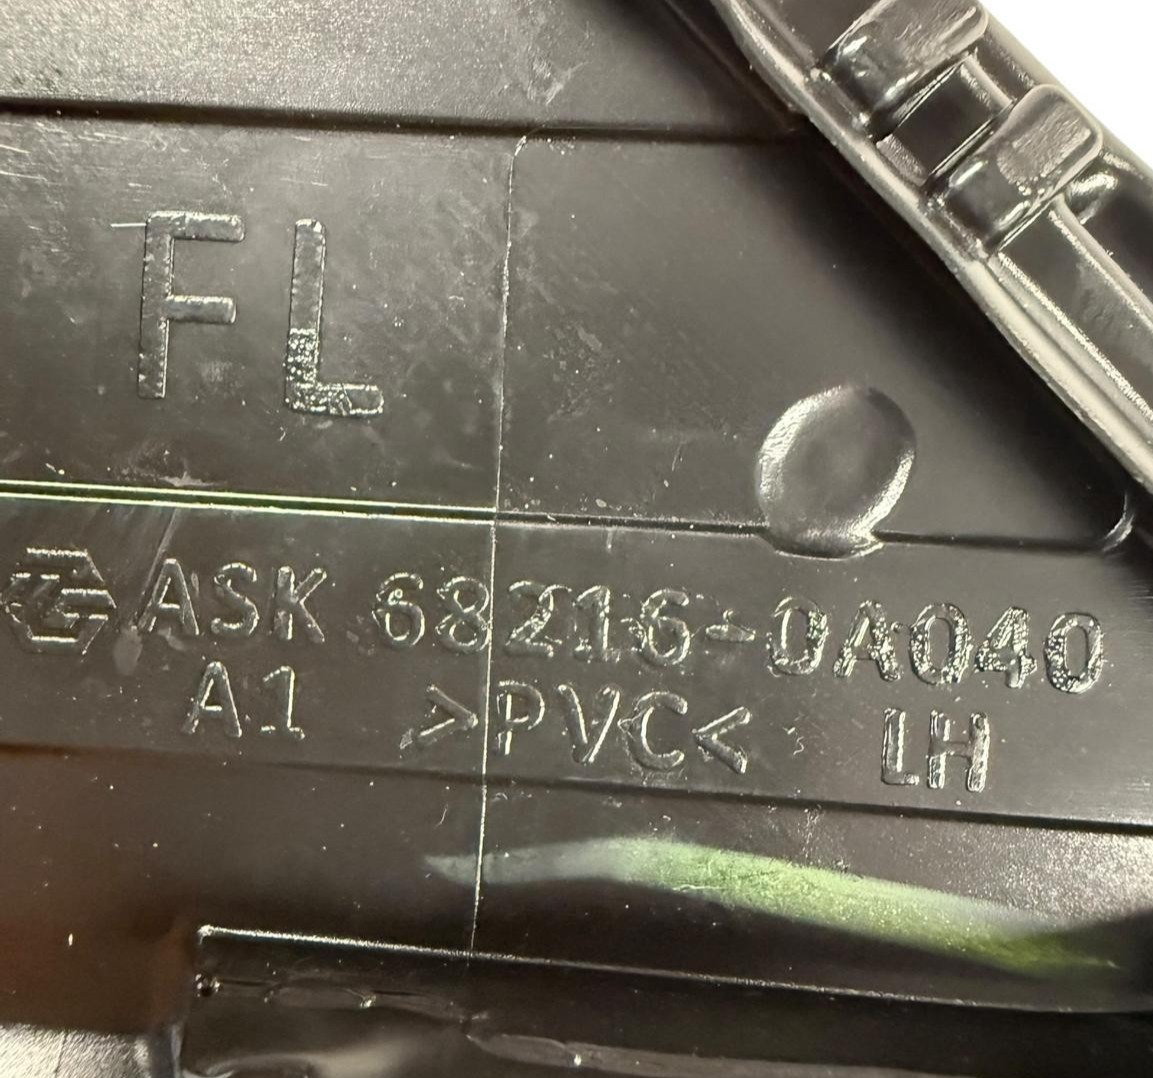 FL
ASK 68216-0A040
A1 >PVC< LH